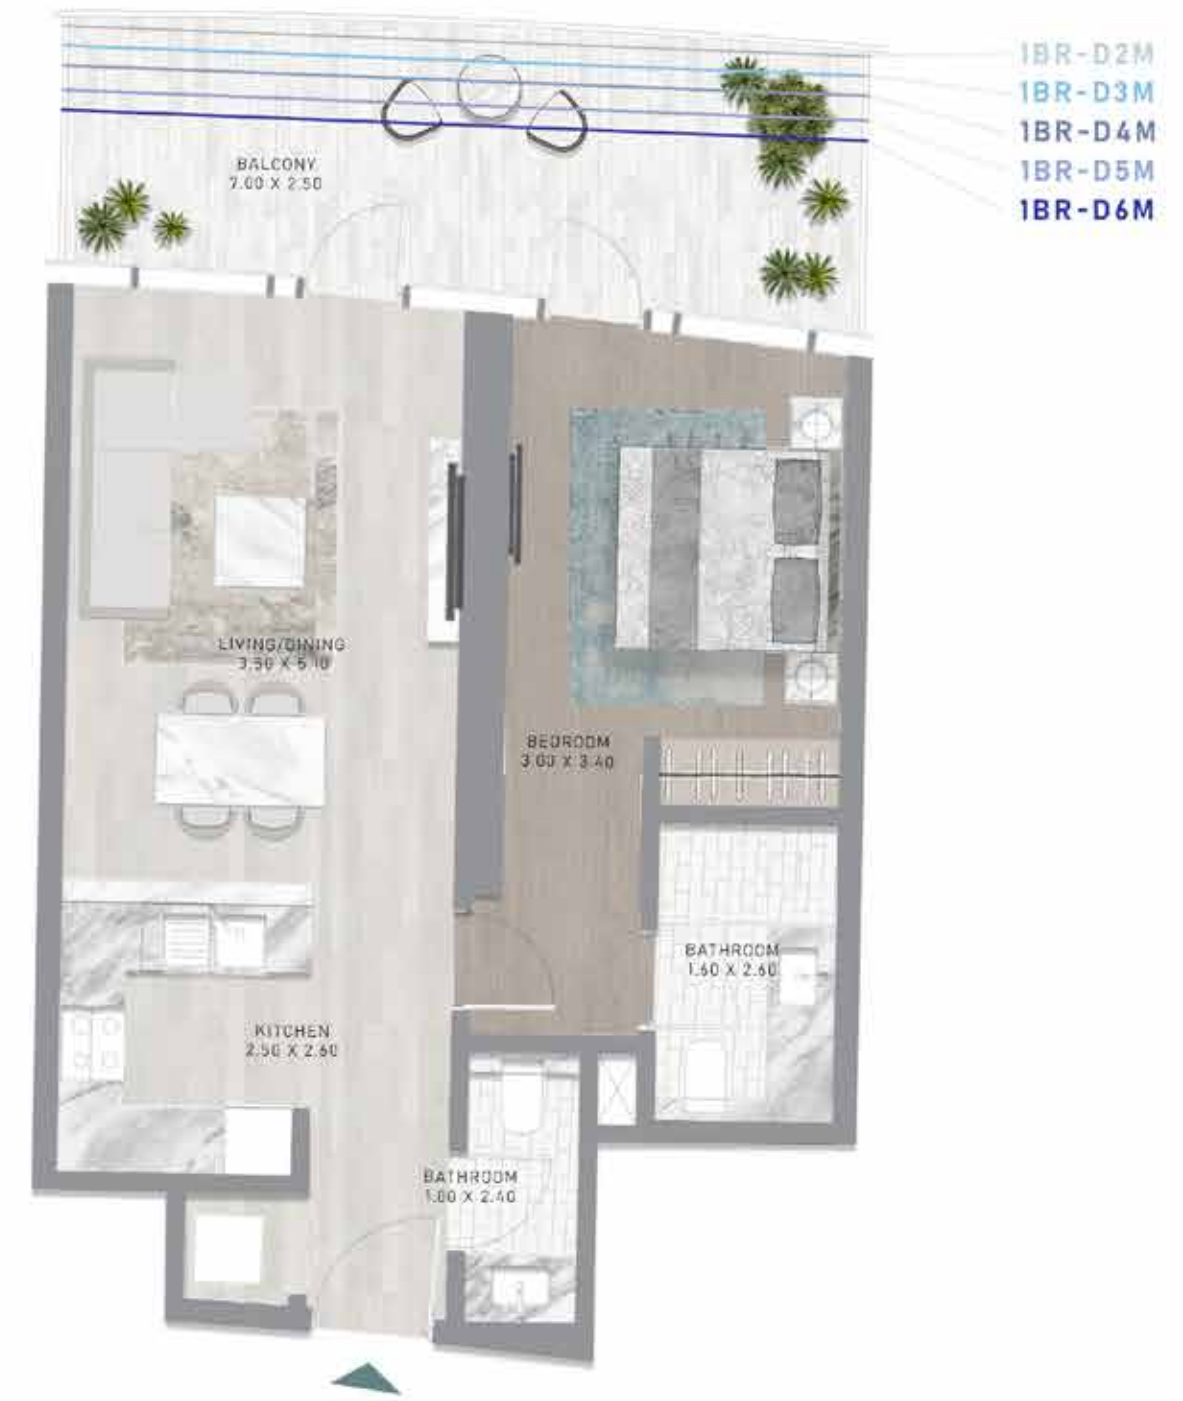 1BR-D2M
1BR-D3M
1BR-D4M
1BR-D5M
1BR-D6M
BALCONY
7.00 X 2.50
LIVING/DINING
3.50 X 5.10
BEDROOM
3.00 X 3.40
BATHROOM
1.60 X 2.60
KITCHEN
2.50 X 2.60
BATHROOM
X 2.40